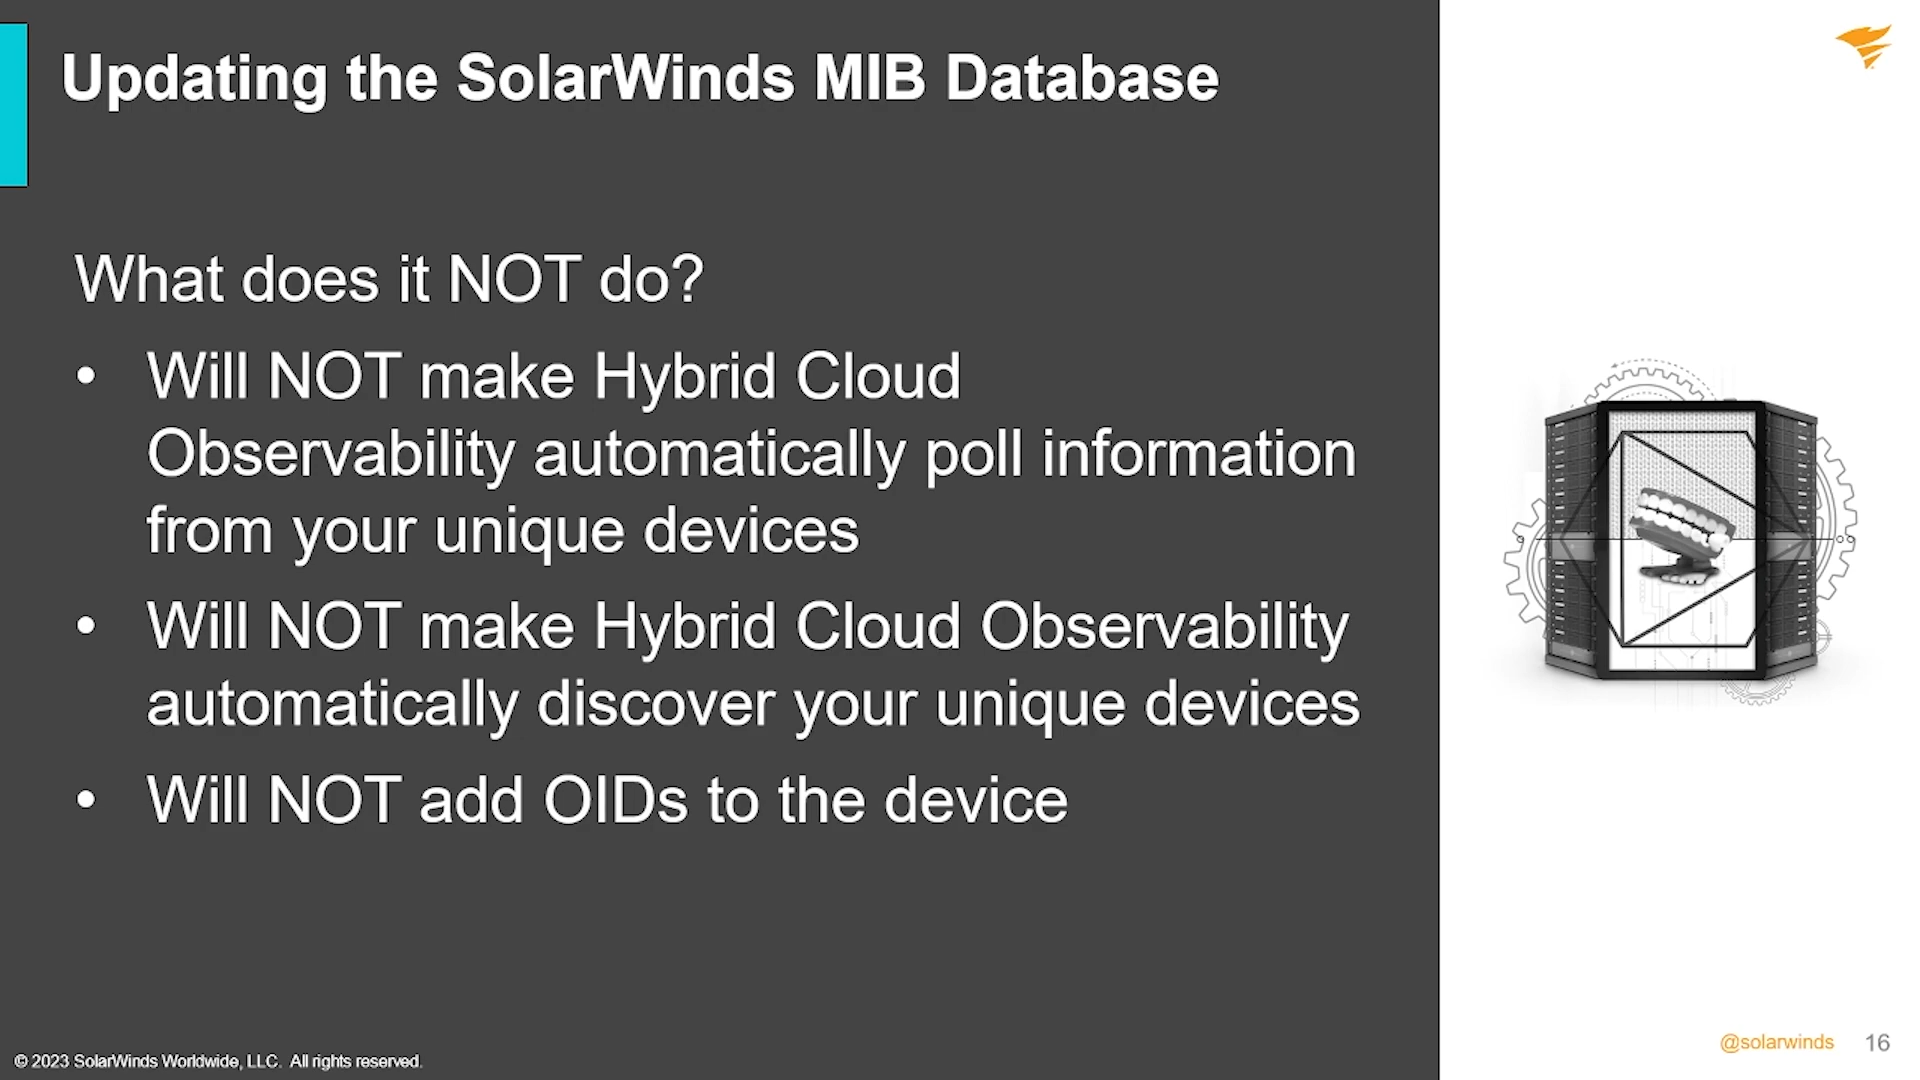 Updating the SolarWinds MIB Database
What does it NOT do?
• Will NOT make Hybrid Cloud
Observability automatically poll information
from your unique devices
• Will NOT make Hybrid Cloud Observability
automatically discover your unique devices
• Will NOT add OIDs to the device
© 2023 SolarWinds Worldwide, LLC. All rights reserved.
@solarwinds 16